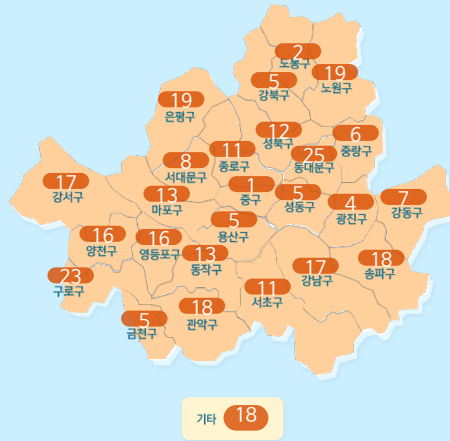 2
도봉구
19
노원구
5
강북구
19
은평구
12
성북구
6
중랑구
11
종로구
25
동대문구
8
서대문구
17
강서구
13
마포구
1
중구
5
성동구
4
광진구
7
강동구
5
용산구
16
양천구
16
영등포구
13
동작구
18
송파구
17
강남구
23
구로구
11
서초구
18
관악구
5
금천구
기타 18